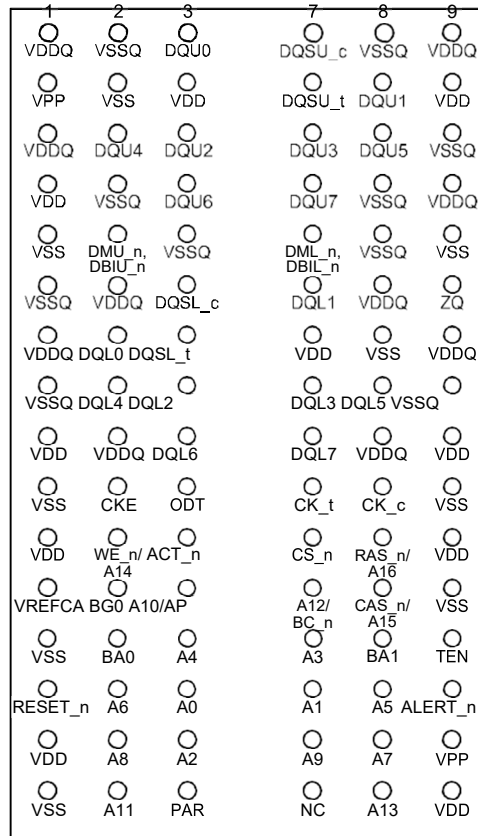 1 2 3 7 8 9
VDDQ VSSQ DQU0 DQSU_c VSSQ VDDQ
VPP VSS VDD DQSU_t DQU1 VDD
VDDQ DQU4 DQU2 DQU3 DQU5 VSSQ
VDD VSSQ DQU6 DQU7 VSSQ VDDQ
VSS DMU_n, VSSQ DML_n, VSSQ VSS
DBIU_n DBIL_n
VSSQ VDDQ DQSL_c DQL1 VDDQ ZQ
VDDQ DQL0 DQSL_t VDD VSS VDDQ
VSSQ DQL4 DQL2 DQL3 DQL5 VSSQ
VDD VDDQ DQL6 DQL7 VDDQ VDD
VSS CKE ODT CK_t CK_c VSS
VDD WE_n/ ACT_n CS_n RAS_n/ VDD
A14 A16
VREFCA BG0 A10/AP A12/ CAS_n/ VSS
BC_n A15
VSS BA0 A4 A3 BA1 TEN
RESET_n A6 A0 A1 A5 ALERT_n
VDD A8 A2 A9 A7 VPP
VSS A11 PAR NC A13 VDD